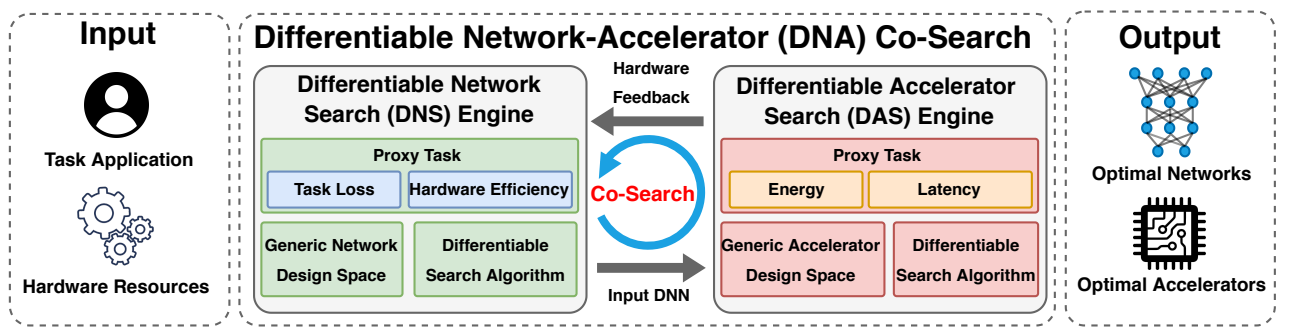 Input
Task Application
Hardware Resources
Differentiable Network-Accelerator (DNA) Co-Search
Differentiable Network
Search (DNS) Engine
Proxy Task
Task Loss
Hardware Efficiency
Generic Network
Design Space
Differentiable
Search Algorithm
Hardware
Feedback
Co-Search
Input DNN
Differentiable Accelerator
Search (DAS) Engine
Proxy Task
Energy
Latency
Generic Accelerator
Design Space
Differentiable
Search Algorithm
Output
Optimal Networks
Optimal Accelerators